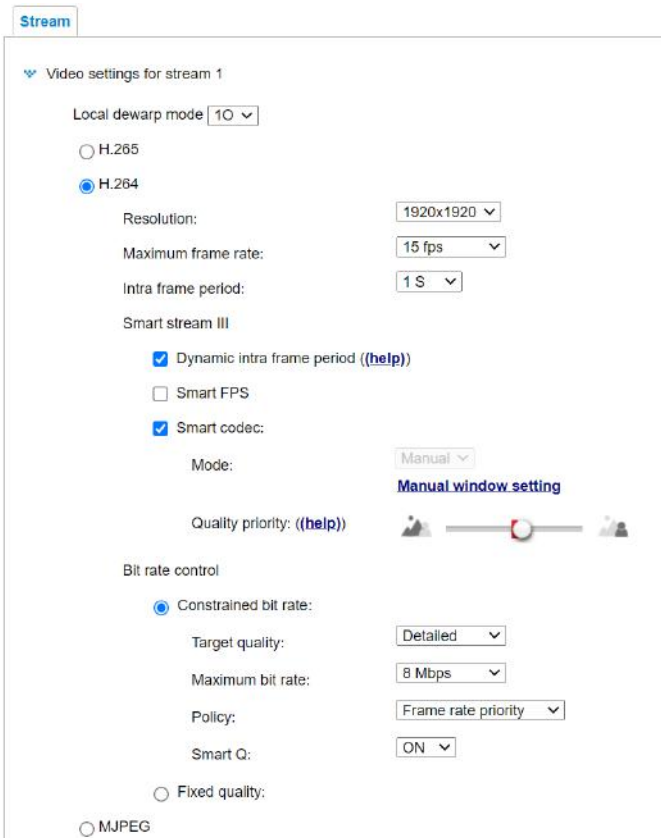 Stream
Video settings for stream 1
Local dewarp mode 1O
H.265
H.264
Resolution: 1920x1920
Maximum frame rate: 15 fps
Intra frame period: 1 S
Smart stream III
Dynamic intra frame period ((help))
Smart FPS
Smart codec:
Mode: Manual
Manual window setting
Quality priority: ((help))
Bit rate control
Constrained bit rate:
Target quality: Detailed
Maximum bit rate: 8 Mbps
Policy: Frame rate priority
Smart Q: ON
Fixed quality:
MJPEG